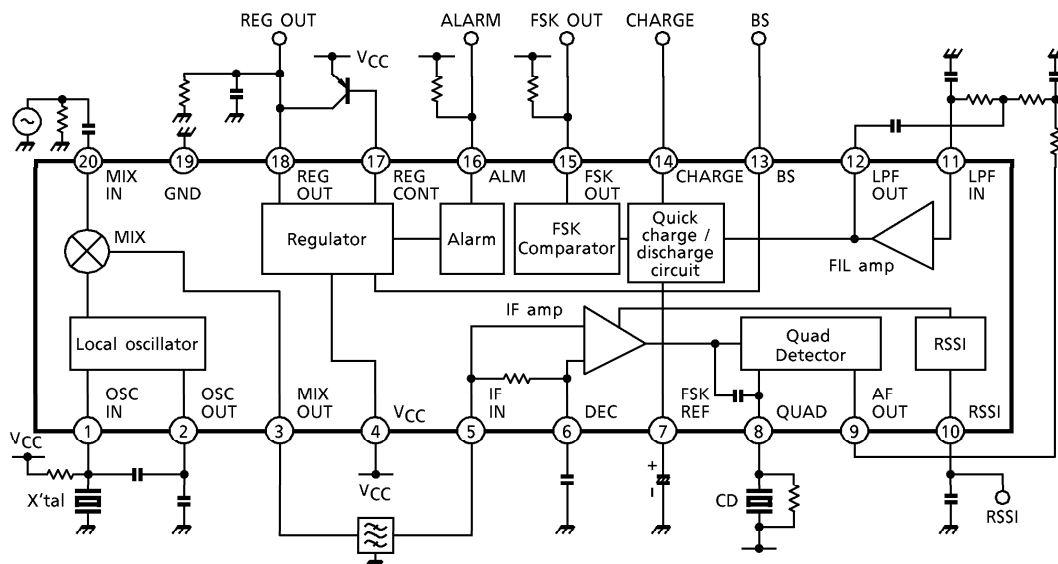 REG OUT
ALARM
FSK OUT
CHARGE
BS
VCC
20
19
18
17
16
15
14
13
12
11
MIX IN
GND
REG OUT
REG CONT
ALM
FSK OUT
CHARGE
BS
LPF OUT
LPF IN
MIX
Regulator
Alarm
FSK Comparator
Quick charge / discharge circuit
FIL amp
IF amp
Local oscillator
Quad Detector
RSSI
OSC IN
OSC OUT
MIX OUT
VCC
IF IN
DEC
FSK REF
QUAD
AF OUT
RSSI
1
2
3
4
5
6
7
8
9
10
VCC
X'tal
VCC
+
-
CD
RSSI